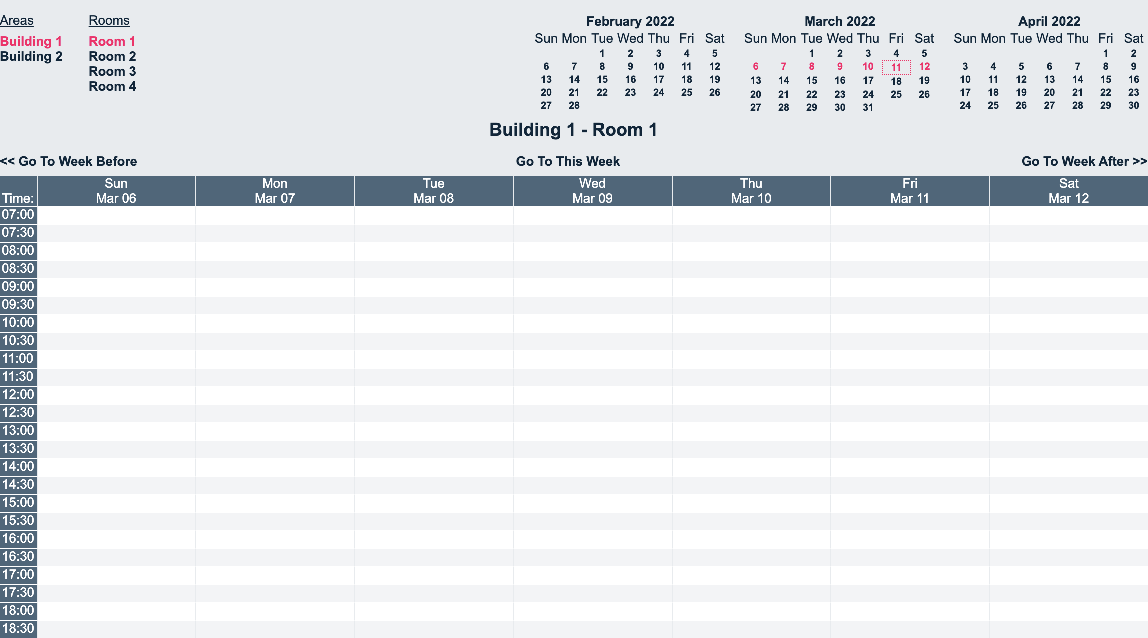 Areas Rooms
Building 1 Room 1
Building 2 Room 2
Room 3
Room 4
February 2022
Sun Mon Tue Wed Thu Fri Sat
1 2 3 4 5
6 7 8 9 10 11 12
13 14 15 16 17 18 19
20 21 22 23 24 25 26
27 28
March 2022
Sun Mon Tue Wed Thu Fri Sat
1 2 3 4 5
6 7 8 9 10 11 12
13 14 15 16 17 18 19
20 21 22 23 24 25 26
27 28 29 30 31
April 2022
Sun Mon Tue Wed Thu Fri Sat
1 2
3 4 5 6 7 8 9
10 11 12 13 14 15 16
17 18 19 20 21 22 23
24 25 26 27 28 29 30
Building 1 - Room 1
<< Go To Week Before Go To This Week Go To Week After >>
Sun Mon Tue Wed Thu Fri Sat
Time: Mar 06 Mar 07 Mar 08 Mar 09 Mar 10 Mar 11 Mar 12
07:00
07:30
08:00
08:30
09:00
09:30
10:00
10:30
11:00
11:30
12:00
12:30
13:00
13:30
14:00
14:30
15:00
15:30
16:00
16:30
17:00
17:30
18:00
18:30